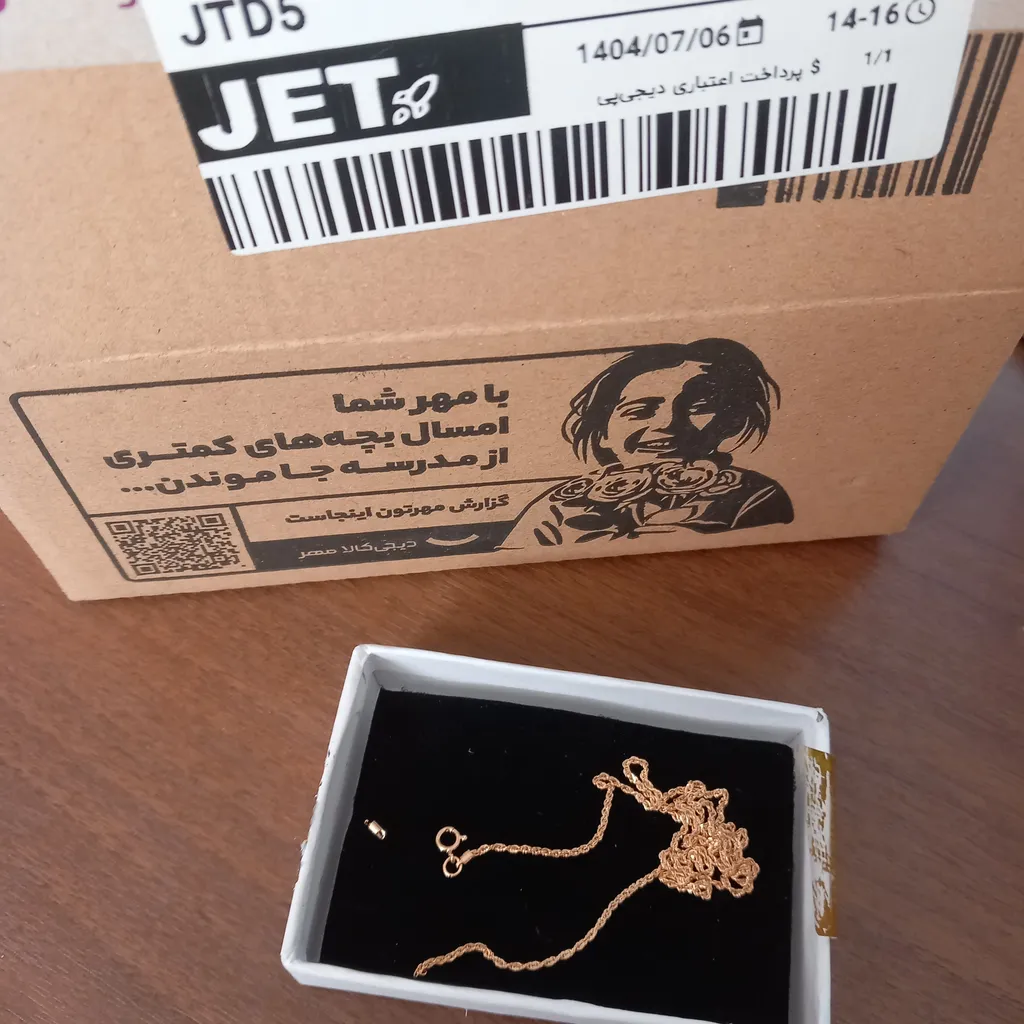 JTD5
JET
1404/07/06
14-16
1/1
$ پرداخت اعتباری دیجی‌پی
با مهر شما
امسال بچه‌های کمتری
از مدرسه جا موندن...
گزارش مهرتون اینجاست
دیجی‌کالا مهر